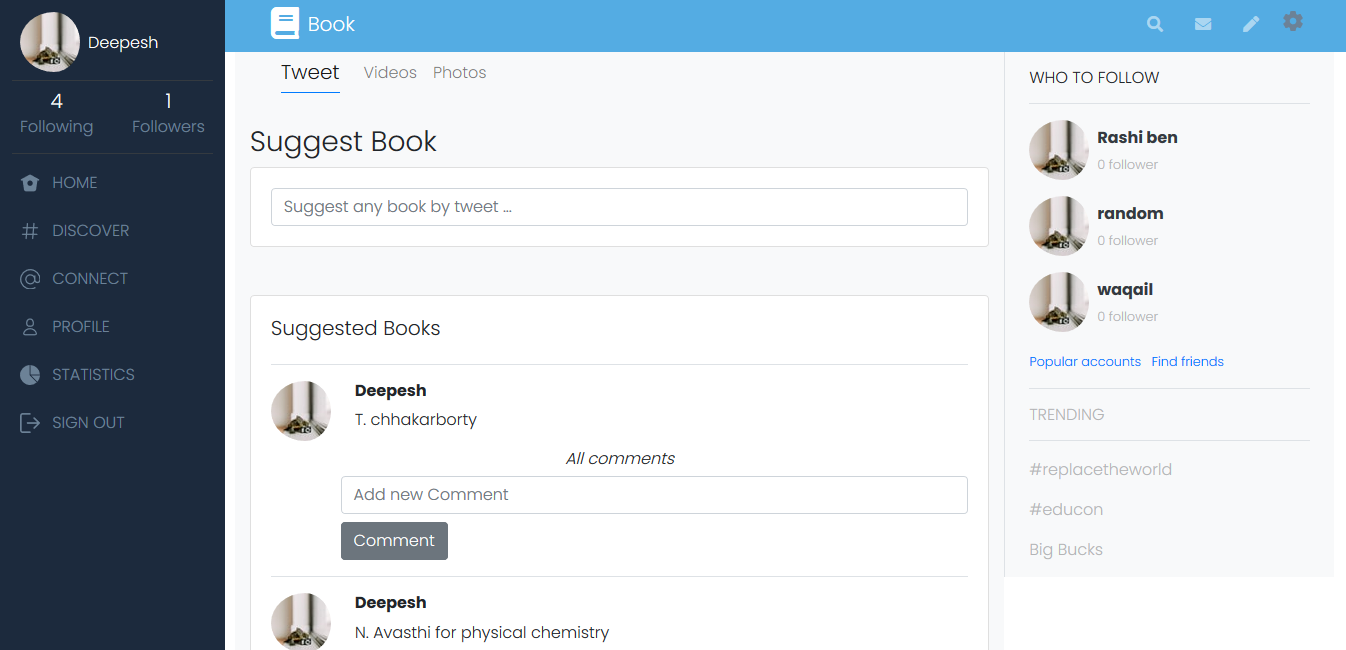 Deepesh
4 1
Following Followers
HOME
DISCOVER
CONNECT
PROFILE
STATISTICS
SIGN OUT
Book
Tweet Videos Photos
Suggest Book
Suggest any book by tweet ...
Suggested Books
Deepesh
T. chhakarborty
All comments
Add new Comment
Comment
Deepesh
N. Avasthi for physical chemistry
WHO TO FOLLOW
Rashi ben
0 follower
random
0 follower
waqail
0 follower
Popular accounts Find friends
TRENDING
#replacetheworld
#educon
Big Bucks